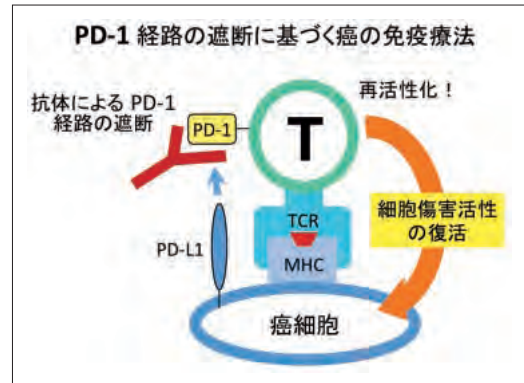 PD-1 経路の遮断に基づく癌の免疫療法
抗体による PD-1
経路の遮断
PD-1
T
再活性化！
細胞傷害活性
の復活
TCR
MHC
PD-L1
癌細胞